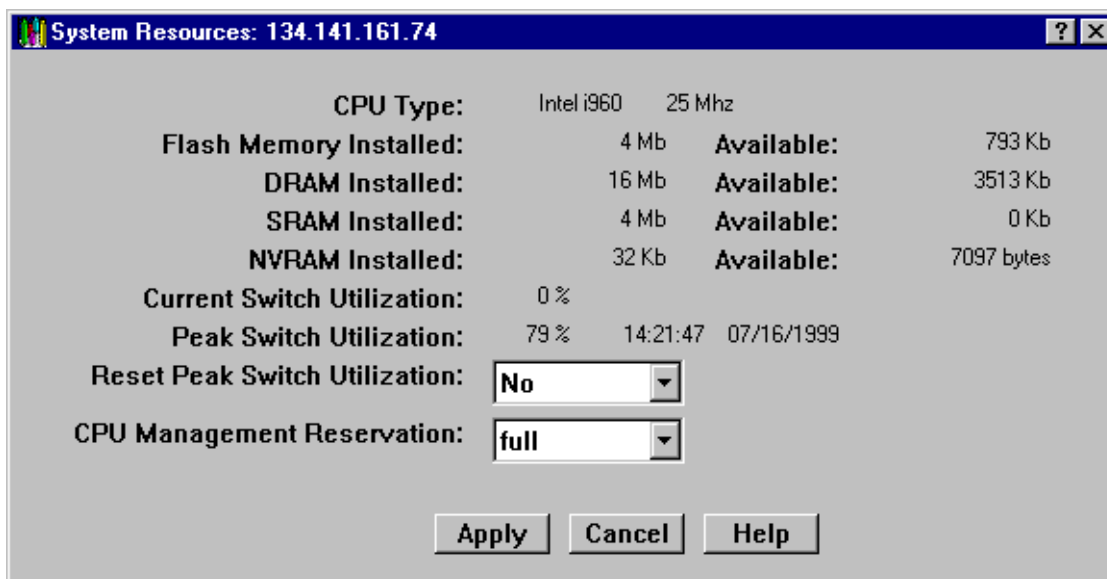 System Resources: 134.141.161.74
CPU Type: Intel i960 25 Mhz
Flash Memory Installed: 4 Mb Available: 793 Kb
DRAM Installed: 16 Mb Available: 3513 Kb
SRAM Installed: 4 Mb Available: 0 Kb
NVRAM Installed: 32 Kb Available: 7097 bytes
Current Switch Utilization: 0 %
Peak Switch Utilization: 79 % 14:21:47 07/16/1999
Reset Peak Switch Utilization: No
CPU Management Reservation: full
Apply Cancel Help